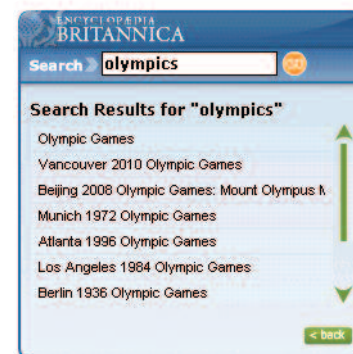 ENCYCLOPÆDIA
BRITANNICA
Search olympics GO
Search Results for "olympics"
Olympic Games
Vancouver 2010 Olympic Games
Beijing 2008 Olympic Games: Mount Olympus M
Munich 1972 Olympic Games
Atlanta 1996 Olympic Games
Los Angeles 1984 Olympic Games
Berlin 1936 Olympic Games
< back